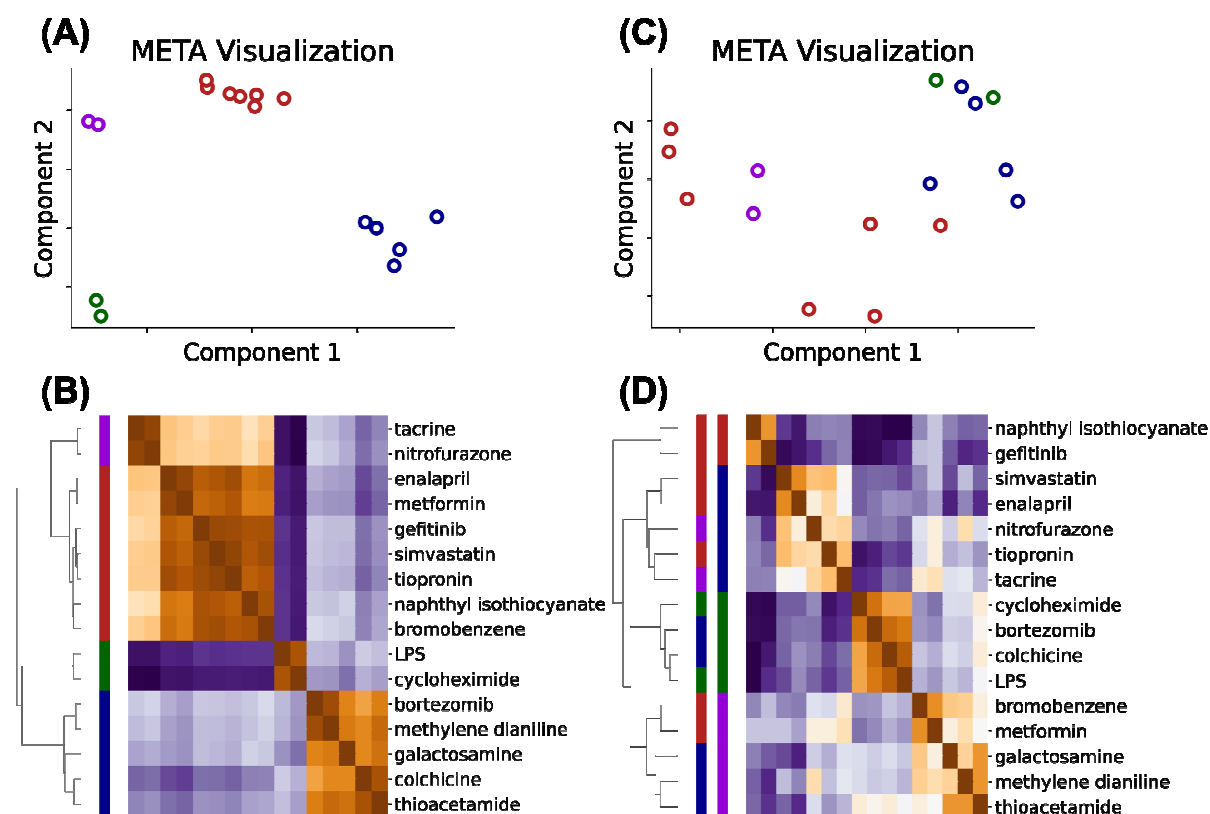 (A)
META Visualization
Component 2
Component 1
(C)
META Visualization
Component 2
Component 1
(B)
tacrine
nitrofurazone
enalapril
metformin
gefitinib
simvastatin
tiopronin
naphthyl isothiocyanate
bromobenzene
LPS
cycloheximide
bortezomib
methylene dianiline
galactosamine
colchicine
thioacetamide
(D)
naphthyl isothiocyanate
gefitinib
simvastatin
enalapril
nitrofurazone
tiopronin
tacrine
cycloheximide
bortezomib
colchicine
LPS
bromobenzene
metformin
galactosamine
methylene dianiline
thioacetamide